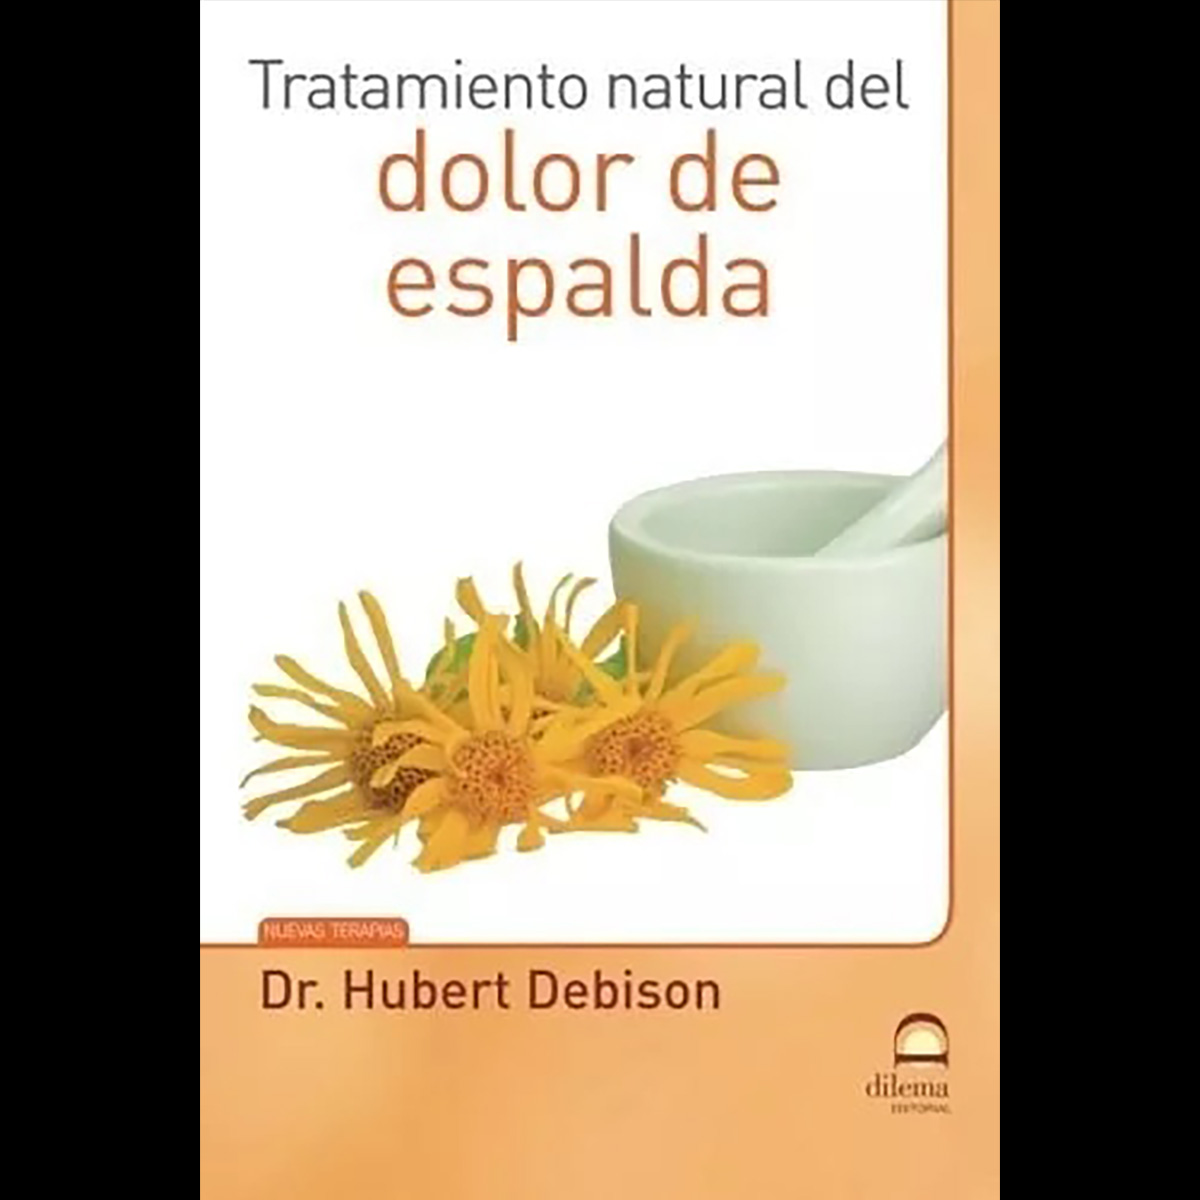 Tratamiento natural del
dolor de
espalda
NUEVAS TERAPIAS
Dr. Hubert Debison
dilema
EDITORIAL